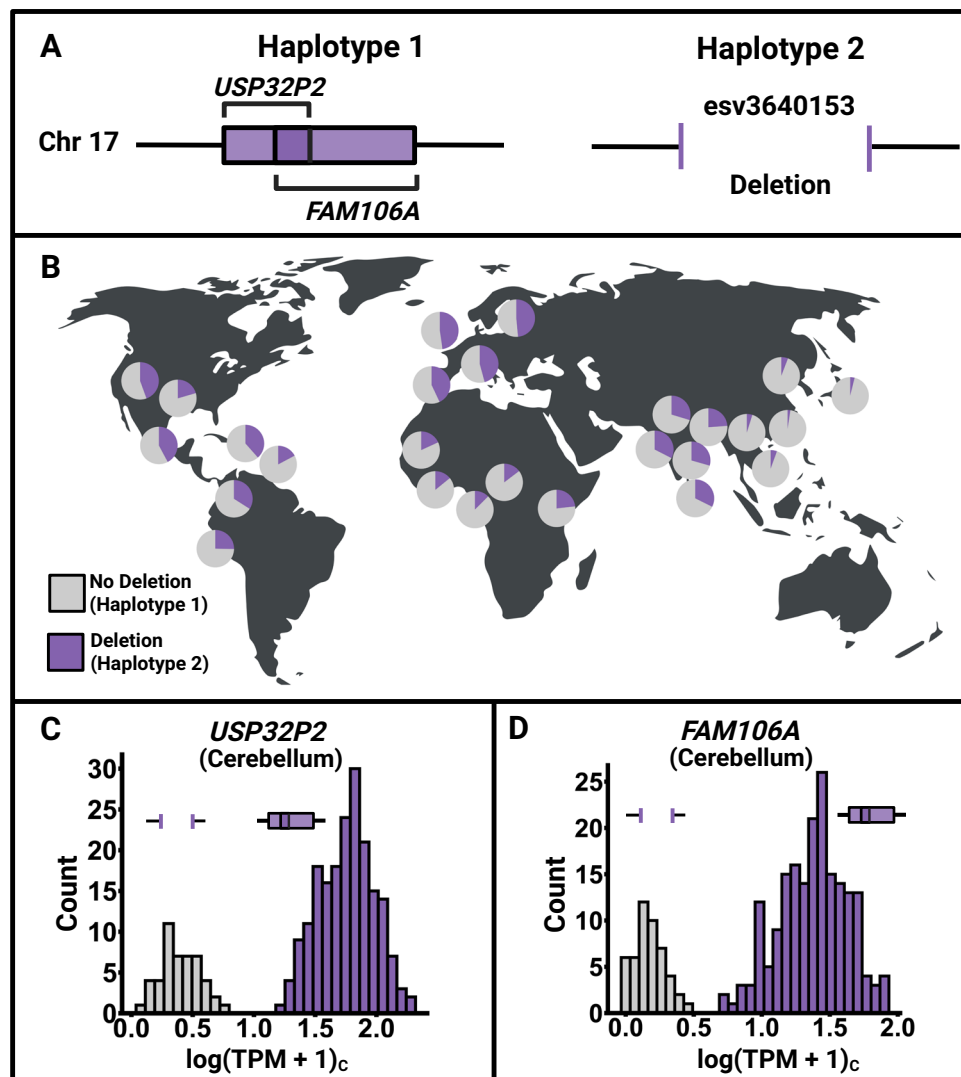 A
Haplotype 1
Haplotype 2
USP32P2
esv3640153
Chr 17
Deletion
FAM106A
B
No Deletion
(Haplotype 1)
Deletion
(Haplotype 2)
C
USP32P2
(Cerebellum)
30
25
20
15
10
5
0
Count
0.0 0.5 1.0 1.5 2.0
log(TPM + 1)c
D
FAM106A
(Cerebellum)
25
20
15
10
5
0
Count
0.0 0.5 1.0 1.5 2.0
log(TPM + 1)c